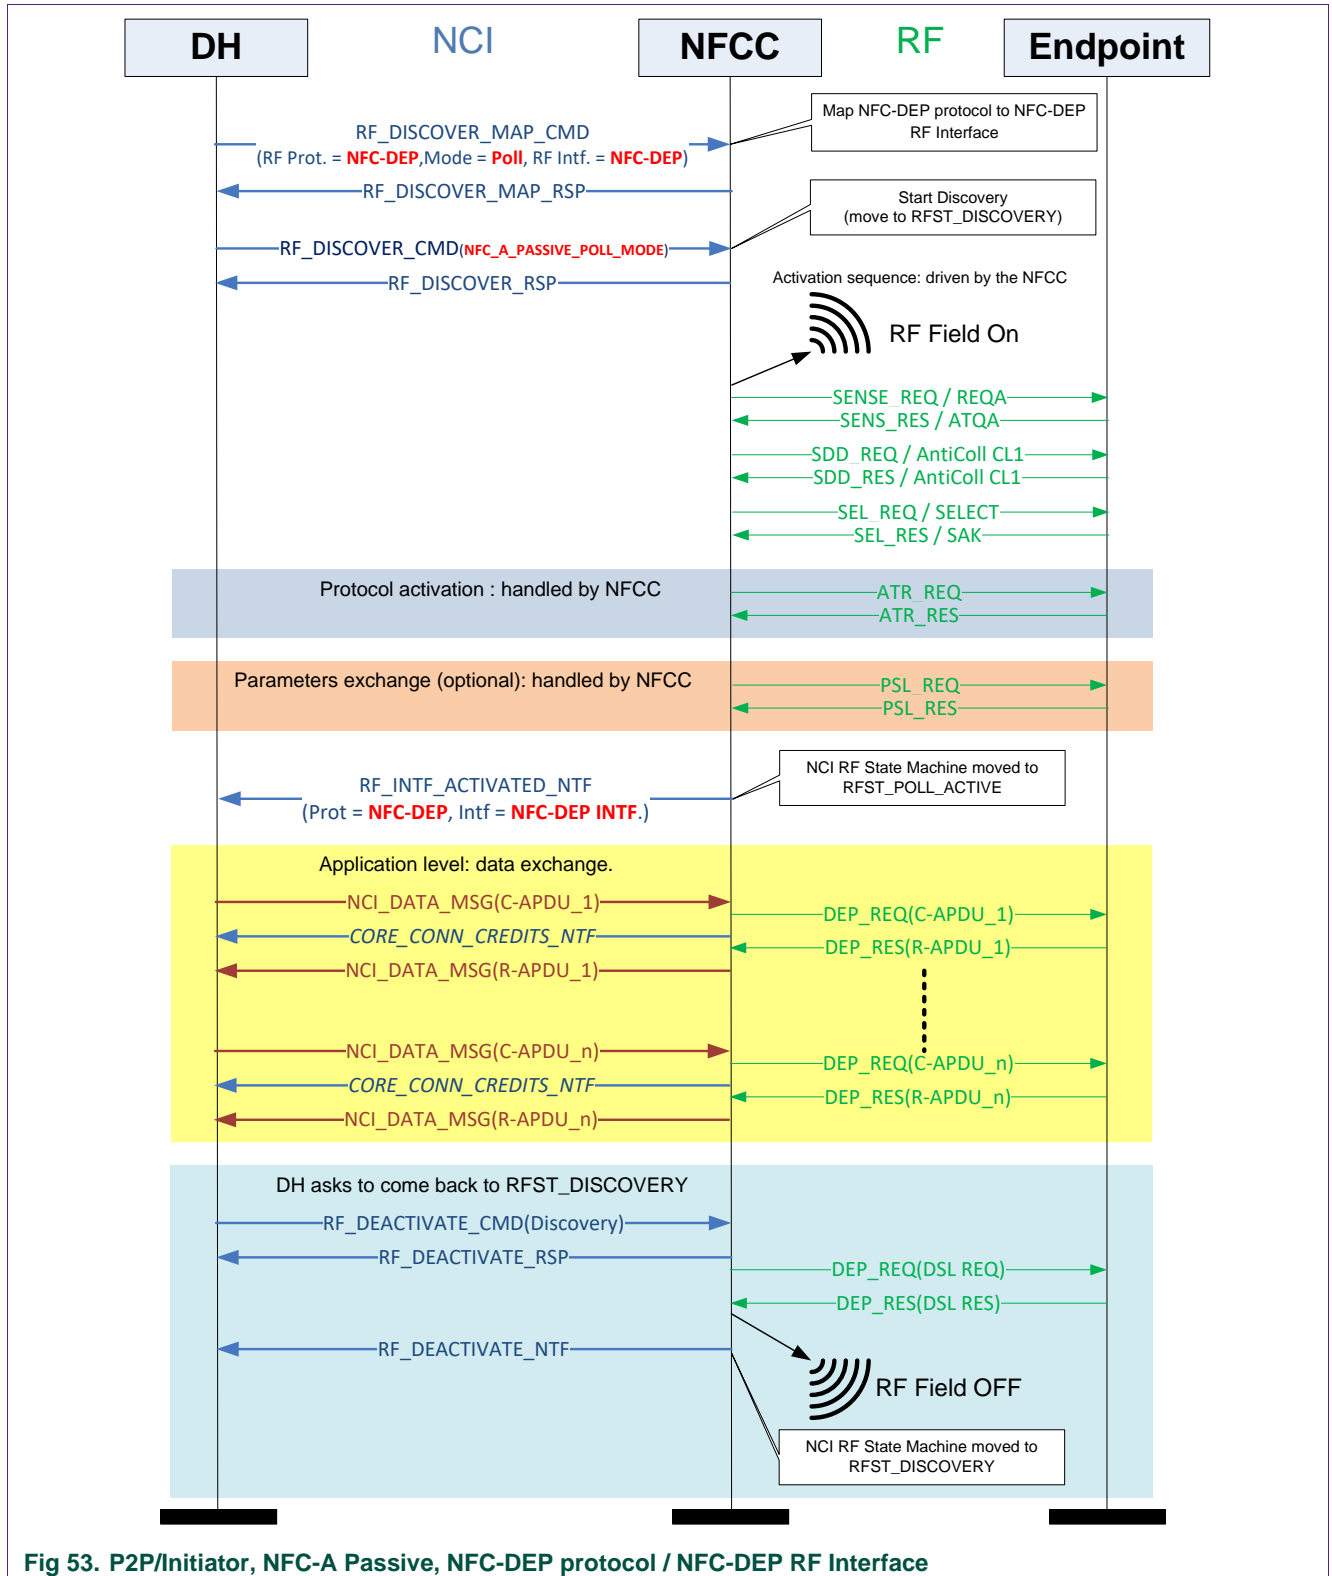 DH
NCI
NFCC
RF
Endpoint
Map NFC-DEP protocol to NFC-DEP
RF Interface
RF_DISCOVER_MAP_CMD
(RF Prot. = NFC-DEP,Mode = Poll, RF Intf. = NFC-DEP)
RF_DISCOVER_MAP_RSP
Start Discovery
(move to RFST_DISCOVERY)
RF_DISCOVER_CMD(NFC_A_PASSIVE_POLL_MODE)
RF_DISCOVER_RSP
Activation sequence: driven by the NFCC
RF Field On
SENSE_REQ / REQA
SENS_RES / ATQA
SDD_REQ / AntiColl CL1
SDD_RES / AntiColl CL1
SEL_REQ / SELECT
SEL_RES / SAK
Protocol activation : handled by NFCC
ATR_REQ
ATR_RES
Parameters exchange (optional): handled by NFCC
PSL_REQ
PSL_RES
NCI RF State Machine moved to
RFST_POLL_ACTIVE
RF_INTF_ACTIVATED_NTF
(Prot = NFC-DEP, Intf = NFC-DEP INTF.)
Application level: data exchange.
NCI_DATA_MSG(C-APDU_1)
DEP_REQ(C-APDU_1)
CORE_CONN_CREDITS_NTF
DEP_RES(R-APDU_1)
NCI_DATA_MSG(R-APDU_1)
NCI_DATA_MSG(C-APDU_n)
DEP_REQ(C-APDU_n)
CORE_CONN_CREDITS_NTF
DEP_RES(R-APDU_n)
NCI_DATA_MSG(R-APDU_n)
DH asks to come back to RFST_DISCOVERY
RF_DEACTIVATE_CMD(Discovery)
RF_DEACTIVATE_RSP
DEP_REQ(DSL REQ)
DEP_RES(DSL RES)
RF_DEACTIVATE_NTF
RF Field OFF
NCI RF State Machine moved to
RFST_DISCOVERY
Fig 53. P2P/Initiator, NFC-A Passive, NFC-DEP protocol / NFC-DEP RF Interface